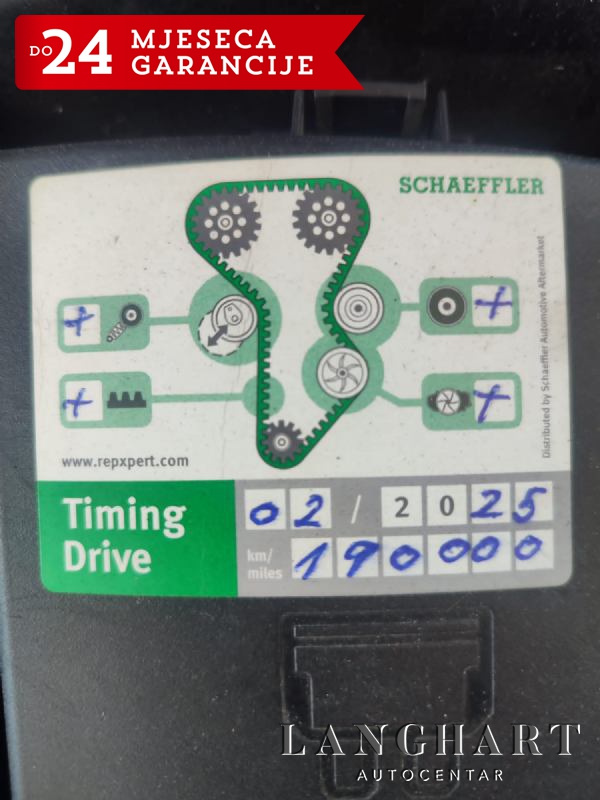 DO 24 MJESECA
GARANCIJE
SCHAEFFLER
+
+
+
+
Distributed by Schaeffler Automotive Aftermarket
www.repxpert.com
Timing
Drive
02 / 2025
km/
miles
190000
LANGHART
AUTOCENTAR